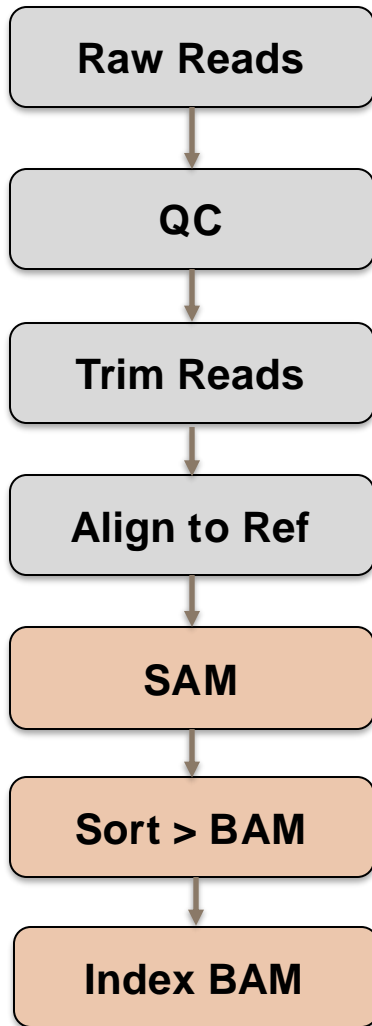 Raw Reads
QC
Trim Reads
Align to Ref
SAM
Sort > BAM
Index BAM